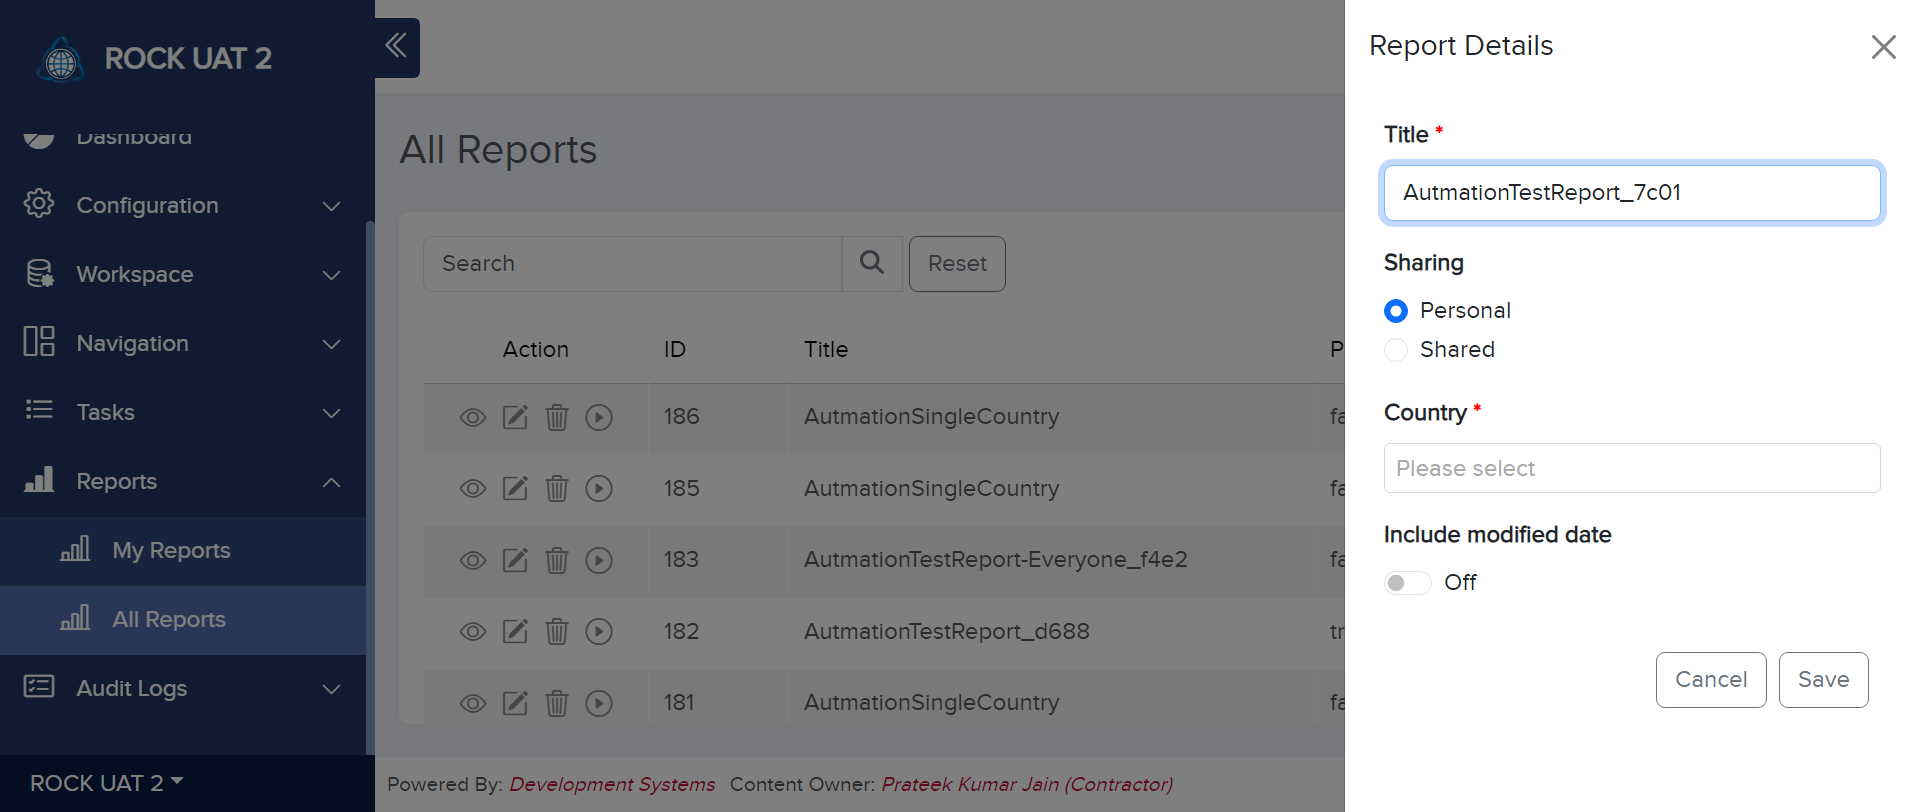 ROCK UAT 2
Dashboard
Configuration
Workspace
Navigation
Tasks
Reports
My Reports
All Reports
Audit Logs
ROCK UAT 2
All Reports
Search
Reset
Action ID Title P
186 AutmationSingleCountry fa
185 AutmationSingleCountry fa
183 AutmationTestReport-Everyone_f4e2 fa
182 AutmationTestReport_d688 tr
181 AutmationSingleCountry fa
Powered By: Development Systems Content Owner: Prateek Kumar Jain (Contractor)
Report Details
Title *
AutmationTestReport_7c01
Sharing
Personal
Shared
Country *
Please select
Include modified date
Off
Cancel Save